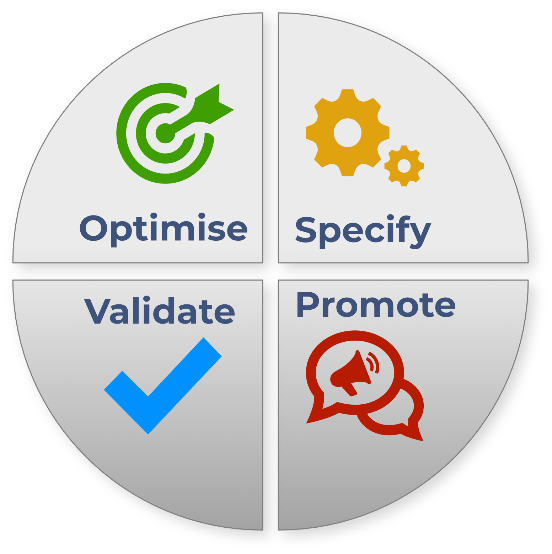 Optimise
Specify
Validate
Promote